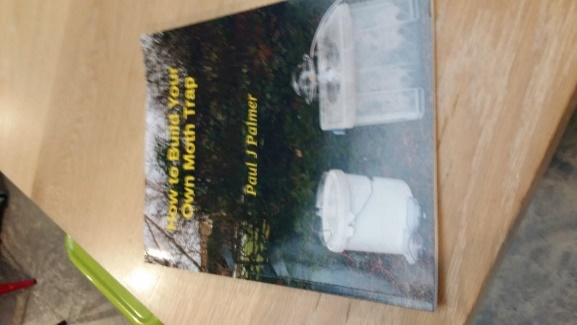 How to Build Your
Own Moth Trap
Paul J Palmer